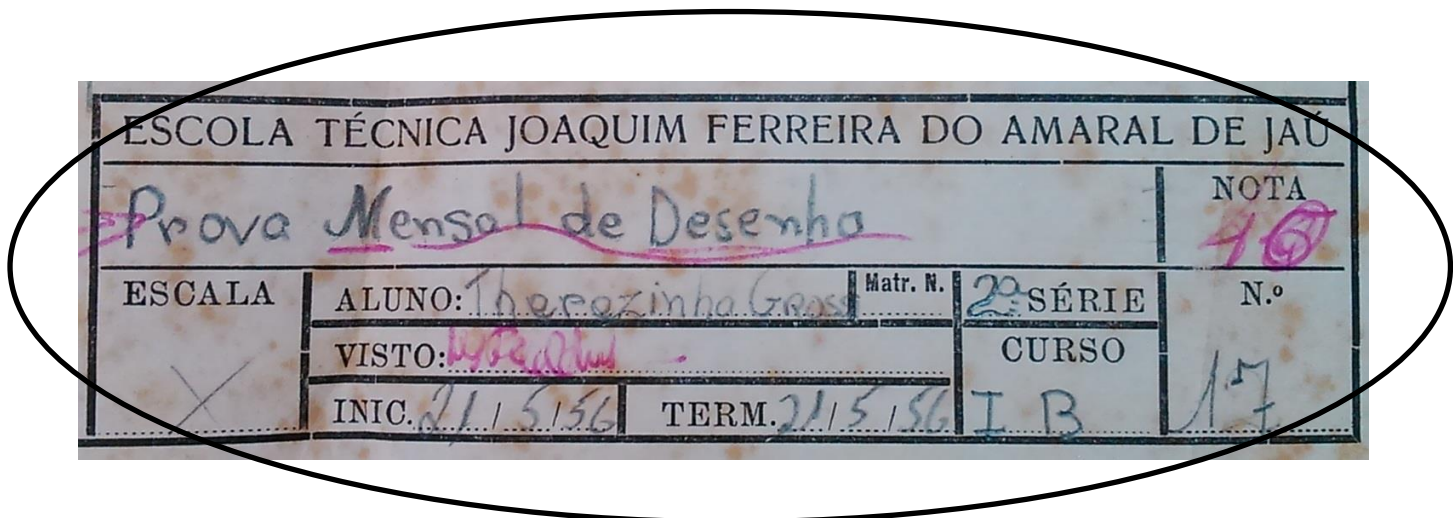 ESCOLA TÉCNICA JOAQUIM FERREIRA DO AMARAL DE JAÚ
Prova Mensal de Desenho
NOTA
10
ESCALA
ALUNO: Therezinha Grossi
Matr. N.
2ª SÉRIE
N.º
VISTO:
CURSO
INIC. 21/5/56 TERM. 21/5/56 I B
17